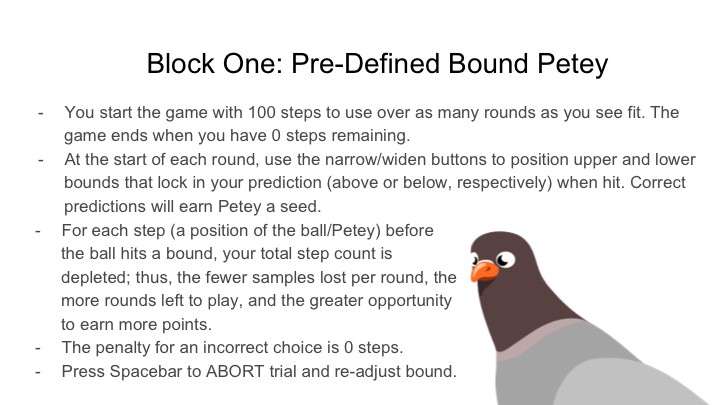 Block One: Pre-Defined Bound Petey
- You start the game with 100 steps to use over as many rounds as you see fit. The
game ends when you have 0 steps remaining.
- At the start of each round, use the narrow/widen buttons to position upper and lower
bounds that lock in your prediction (above or below, respectively) when hit. Correct
predictions will earn Petey a seed.
- For each step (a position of the ball/Petey) before
the ball hits a bound, your total step count is
depleted; thus, the fewer samples lost per round, the
more rounds left to play, and the greater opportunity
to earn more points.
- The penalty for an incorrect choice is 0 steps.
- Press Spacebar to ABORT trial and re-adjust bound.